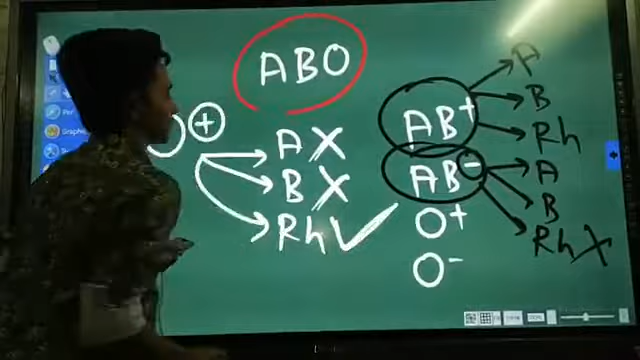 ABO
O+
A X
B X
Rh ✓
AB+
A
B
Rh
AB-
A
B
Rh X
O+
O-